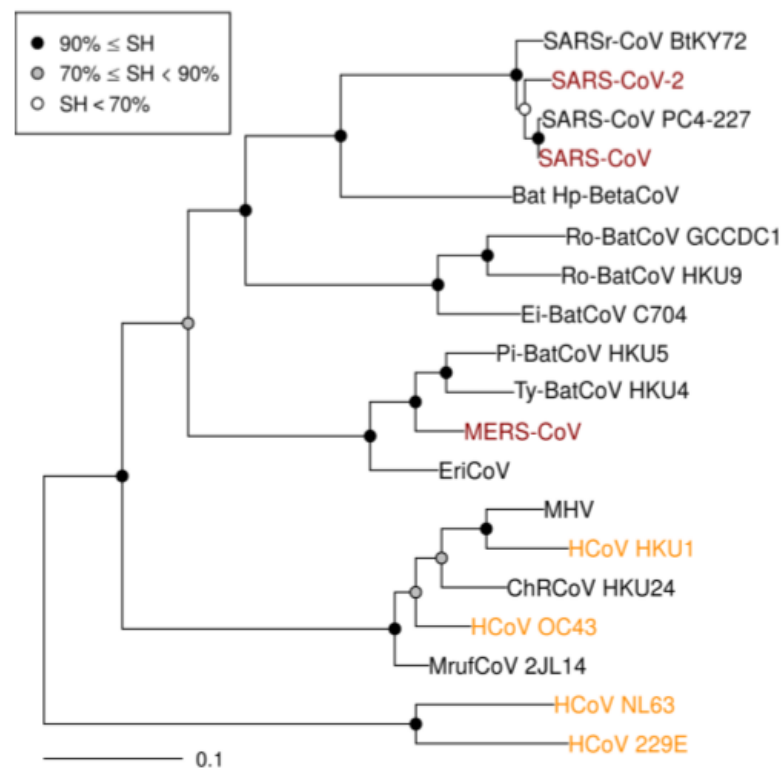 90% ≤ SH
70% ≤ SH < 90%
SH < 70%
SARSr-CoV BtKY72
SARS-CoV-2
SARS-CoV PC4-227
SARS-CoV
Bat Hp-BetaCoV
Ro-BatCoV GCCDC1
Ro-BatCoV HKU9
Ei-BatCoV C704
Pi-BatCoV HKU5
Ty-BatCoV HKU4
MERS-CoV
EriCoV
MHV
HCoV HKU1
ChRCoV HKU24
HCoV OC43
MrufCoV 2JL14
HCoV NL63
HCoV 229E
0.1